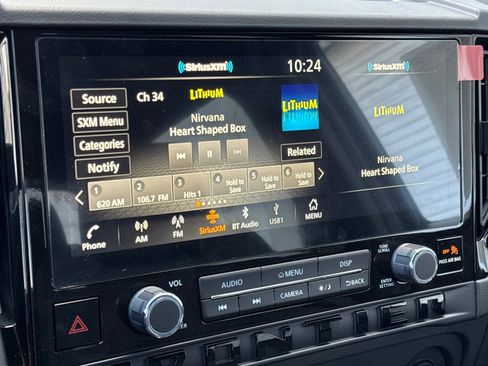 ((SiriusXM))
10:24
((SiriusXM))
Source
Ch 34
LITHIUM
LITHIUM
LITHIUM
SXM Menu
Nirvana
Heart Shaped Box
Categories
Nirvana
Heart Shaped Box
Notify
Related
1
620 AM
2
106.7 FM
3
Hits 1
4
Hold to
Save
5
Hold to
Save
6
Hold to
Save
Phone
AM
FM
SiriusXM
BT Audio
USB1
MENU
VOL
AUDIO
MENU
DISP
TUNE
SCROLL
OFF
PASS AIR BAG
CAMERA
BACK
ENTER
SETTING
FRONTIER